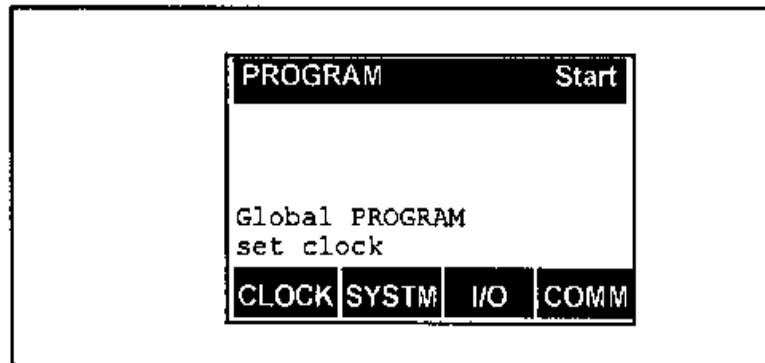 PROGRAM Start
Global PROGRAM
set clock
CLOCK SYSTM I/O COMM